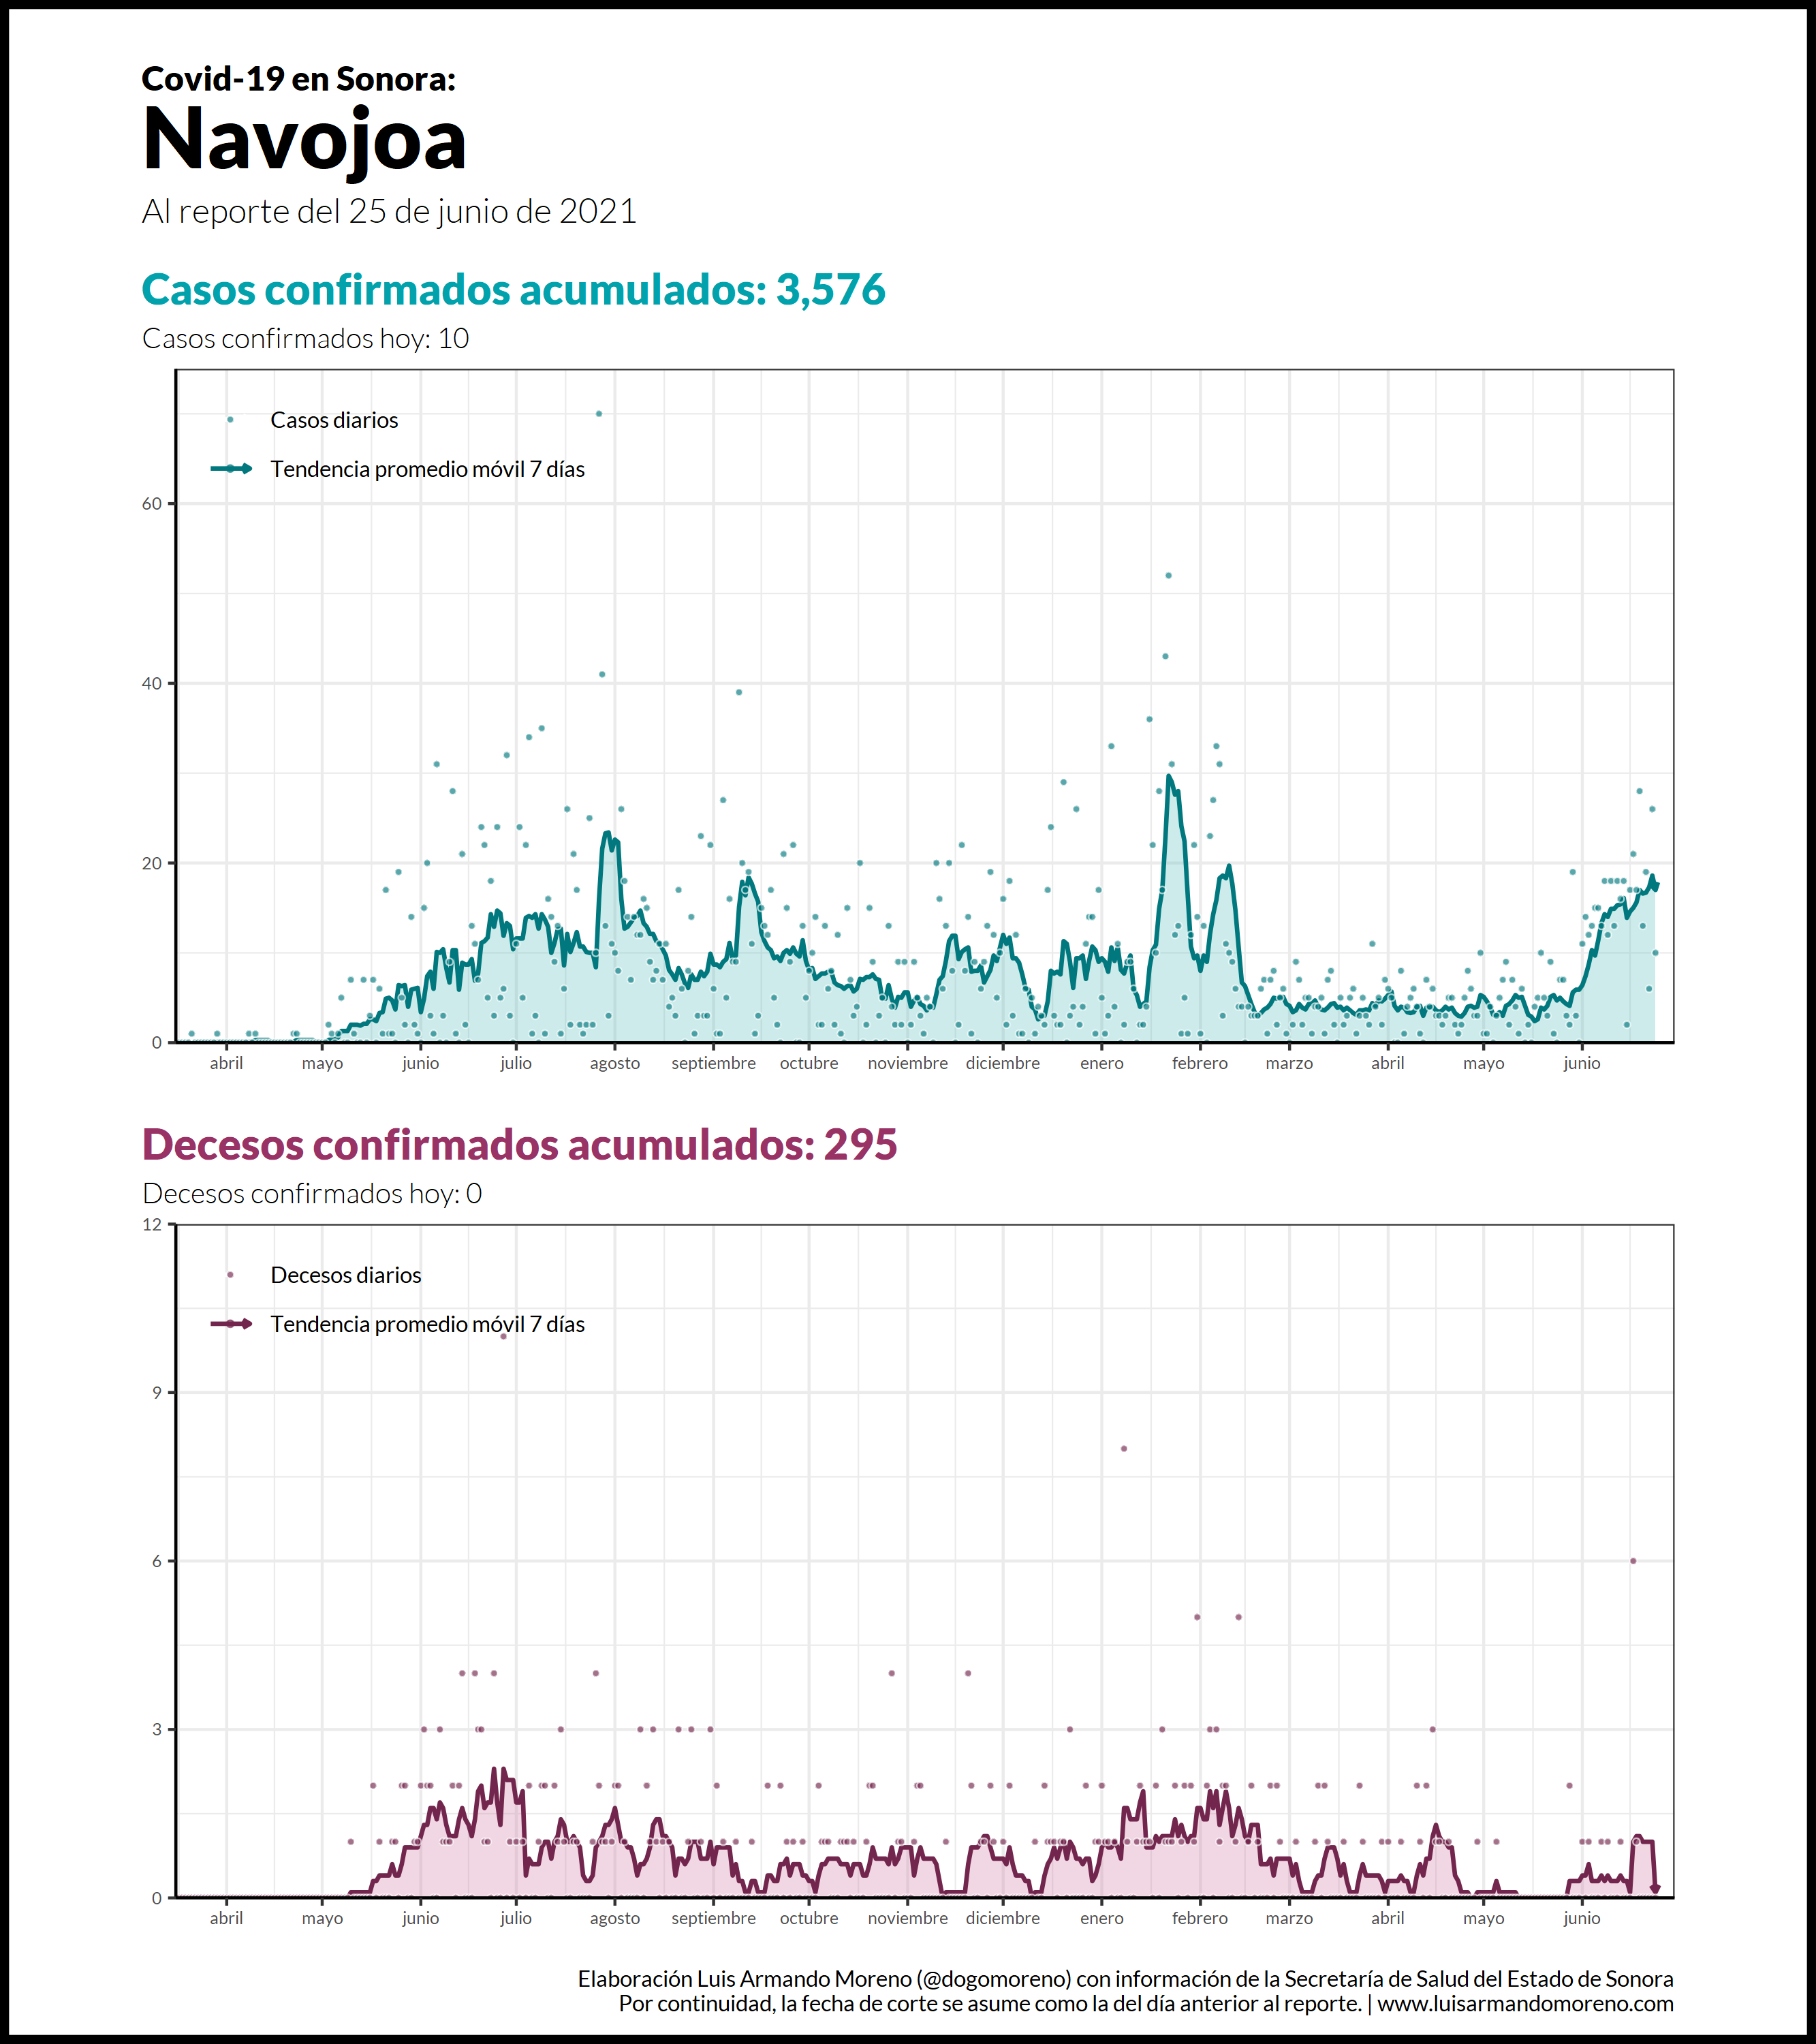 Covid-19 en Sonora:
Navojoa
Al reporte del 25 de junio de 2021
Casos confirmados acumulados: 3,576
Casos confirmados hoy: 10
Casos diarios
Tendencia promedio móvil 7 días
60
40
20
0
abril mayo junio julio agosto septiembre octubre noviembre diciembre enero febrero marzo abril mayo junio
Decesos confirmados acumulados: 295
Decesos confirmados hoy: 0
12
Decesos diarios
Tendencia promedio móvil 7 días
9
6
3
0
abril mayo junio julio agosto septiembre octubre noviembre diciembre enero febrero marzo abril mayo junio
Elaboración Luis Armando Moreno (@dogomoreno) con información de la Secretaría de Salud del Estado de Sonora
Por continuidad, la fecha de corte se asume como la del día anterior al reporte. | www.luisarmandomoreno.com